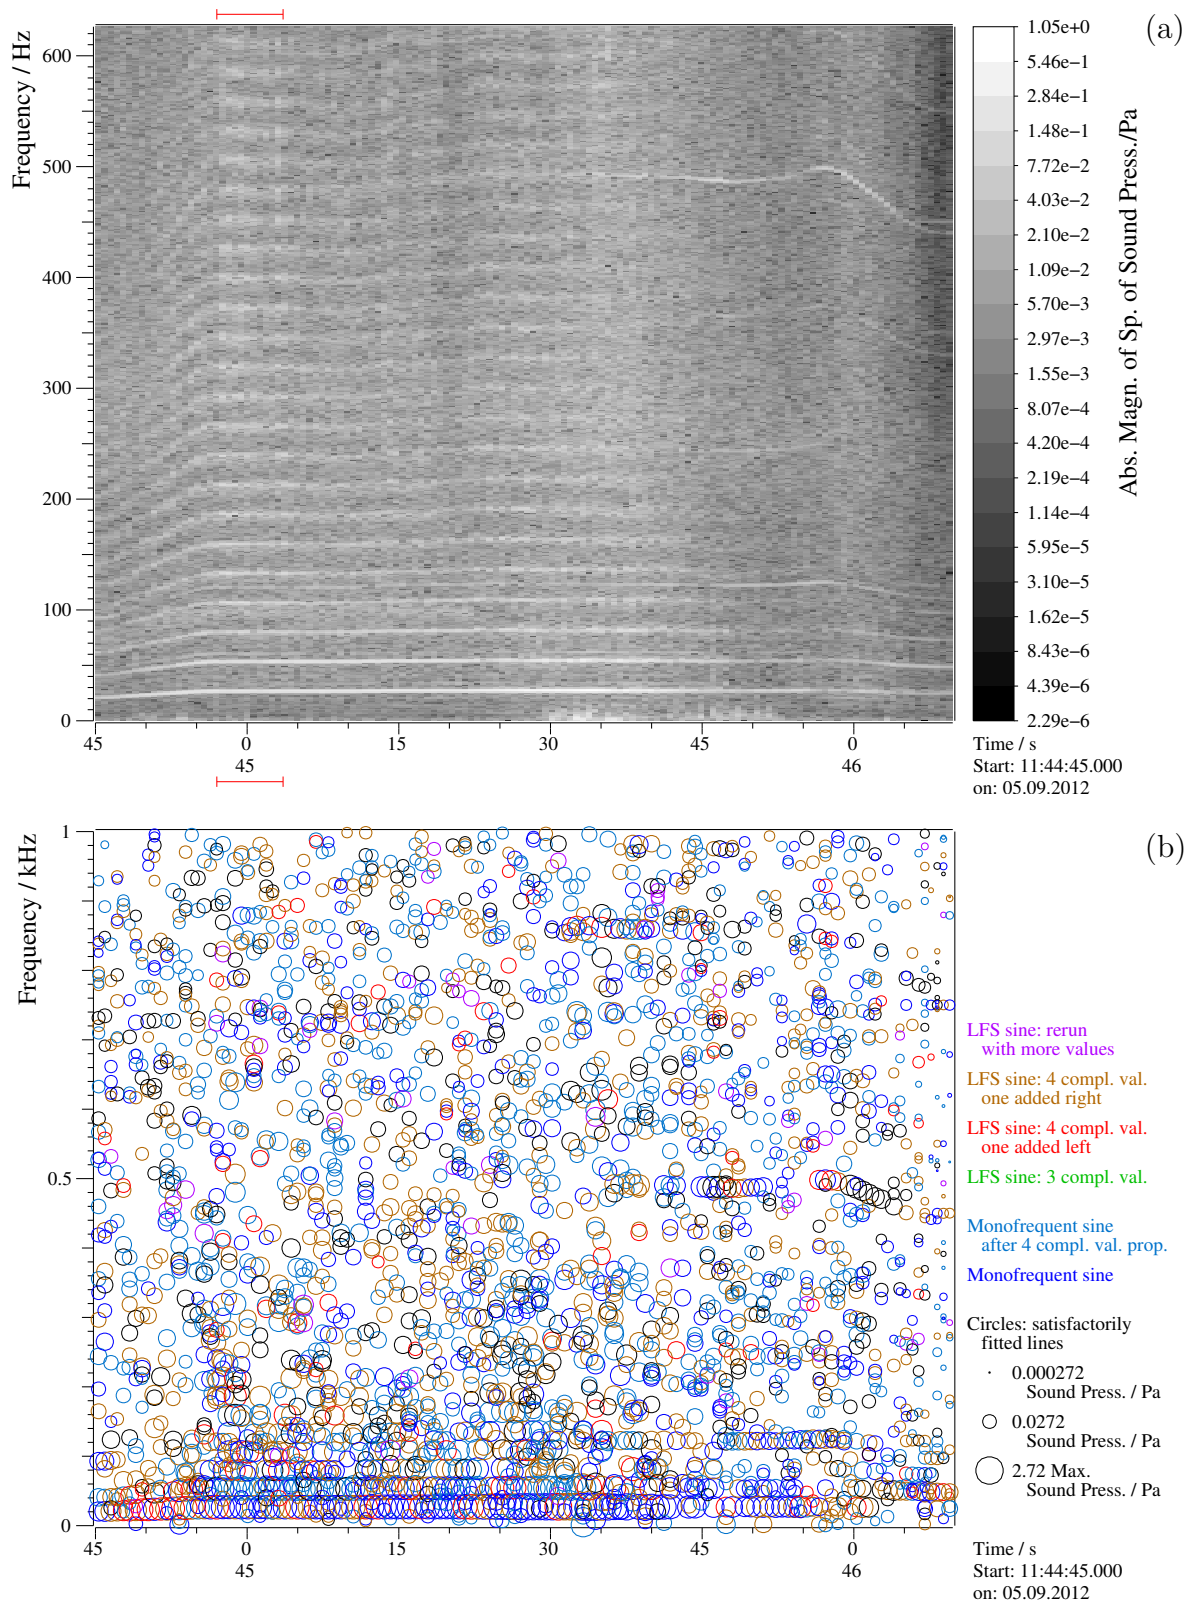 (a)
Frequency / Hz
600
500
400
300
200
100
0
45 0 15 30 45 0
45 46
1.05e+0
5.46e−1
2.84e−1
1.48e−1
7.72e−2
4.03e−2
2.10e−2
1.09e−2
5.70e−3
2.97e−3
1.55e−3
8.07e−4
4.20e−4
2.19e−4
1.14e−4
5.95e−5
3.10e−5
1.62e−5
8.43e−6
4.39e−6
2.29e−6
Abs. Magn. of Sp. of Sound Press./Pa
Time / s
Start: 11:44:45.000
on: 05.09.2012
(b)
Frequency / kHz
1
0.5
0
45 0 15 30 45 0
45 46
LFS sine: rerun
with more values
LFS sine: 4 compl. val.
one added right
LFS sine: 4 compl. val.
one added left
LFS sine: 3 compl. val.
Monofrequent sine
after 4 compl. val. prop.
Monofrequent sine
Circles: satisfactorily
fitted lines
0.000272
Sound Press. / Pa
0.0272
Sound Press. / Pa
2.72 Max.
Sound Press. / Pa
Time / s
Start: 11:44:45.000
on: 05.09.2012